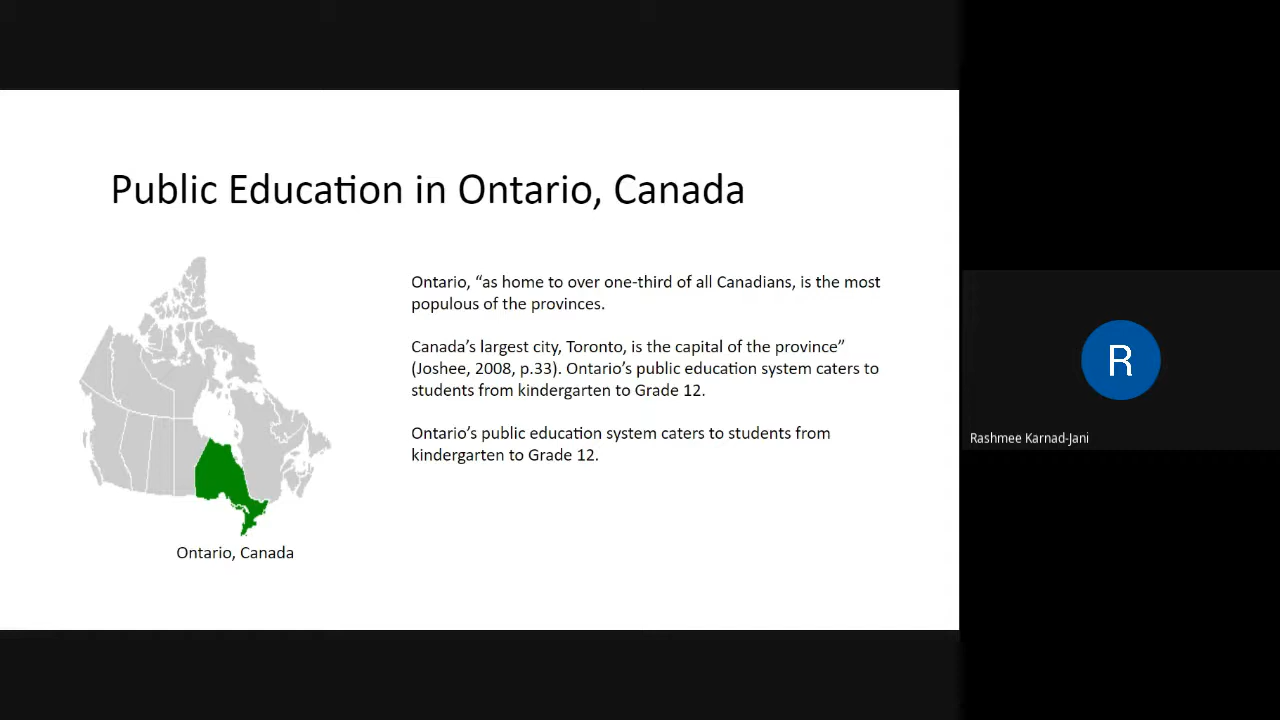 Public Education in Ontario, Canada
Ontario, “as home to over one-third of all Canadians, is the most
populous of the provinces.
Canada’s largest city, Toronto, is the capital of the province”
(Joshee, 2008, p.33). Ontario’s public education system caters to
students from kindergarten to Grade 12.
Ontario’s public education system caters to students from
kindergarten to Grade 12.
Ontario, Canada
R
Rashmee Karnad-Jani